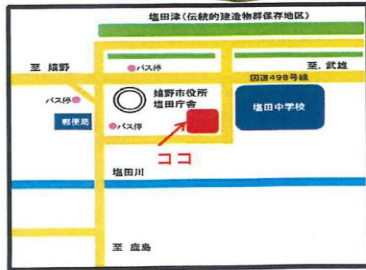 塩田津(伝統的建造物群保存地区)
至 嬉野
バス停
至.武雄
国道498号線
バス停
嬉野市役所
塩田庁舎
塩田中学校
郵便局
バス停
ココ
塩田川
至 鹿島